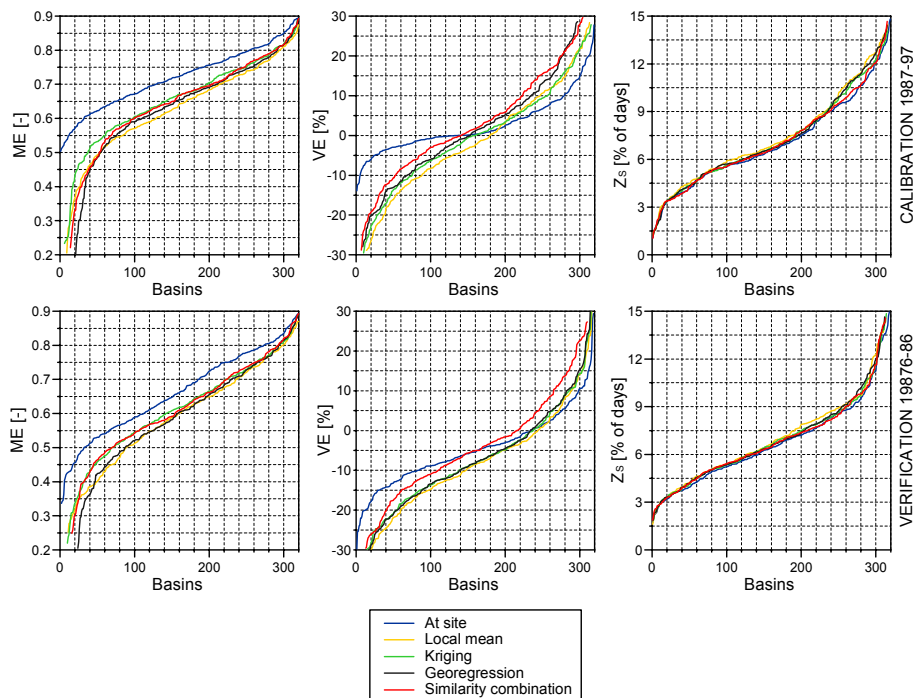 0.9
0.8
0.7
0.6
0.5
0.4
0.3
0.2
ME [-]
0 100 200 300
Basins
30
20
10
0
-10
-20
-30
VE [%]
0 100 200 300
Basins
15
12
9
6
3
0
Zs [% of days]
0 100 200 300
Basins
CALIBRATION 1987-97
0.9
0.8
0.7
0.6
0.5
0.4
0.3
0.2
ME [-]
0 100 200 300
Basins
30
20
10
0
-10
-20
-30
VE [%]
0 100 200 300
Basins
15
12
9
6
3
0
Zs [% of days]
0 100 200 300
Basins
VERIFICATION 19876-86
At site
Local mean
Kriging
Georegression
Similarity combination